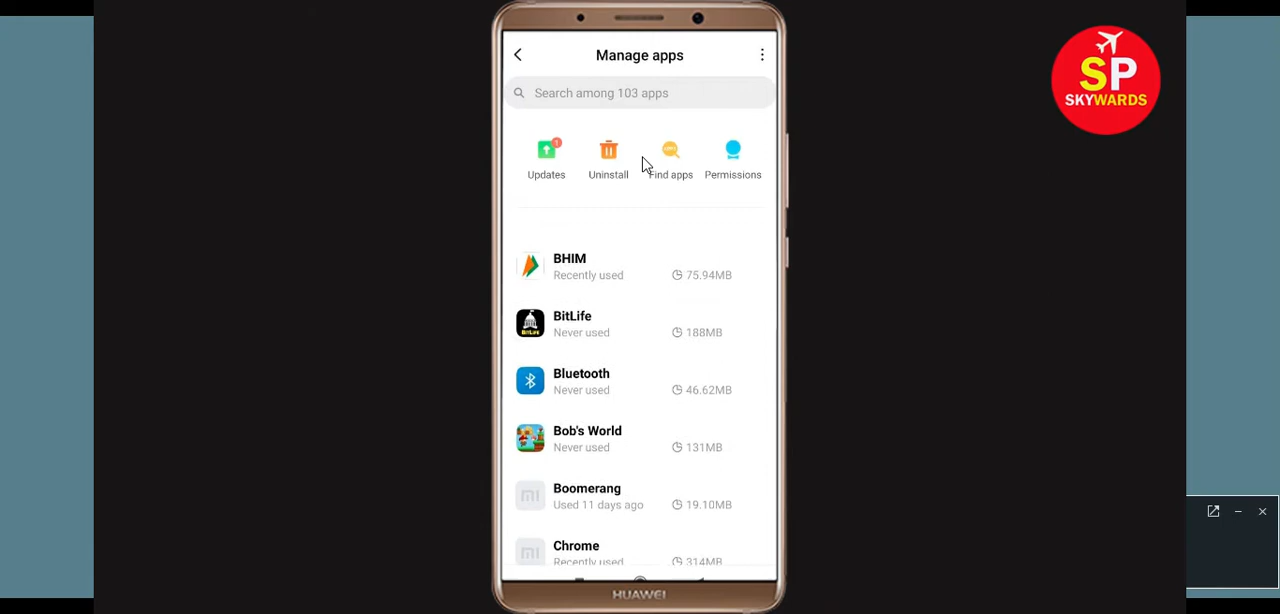 Manage apps
SP
SKYWARDS
Search among 103 apps
1
Updates
Uninstall
Find apps
Permissions
BHIM
Recently used
75.94MB
BitLife
Never used
188MB
Bluetooth
Never used
46.62MB
Bob's World
Never used
131MB
Boomerang
Used 11 days ago
19.10MB
Chrome
Recently used
314MB
HUAWEI